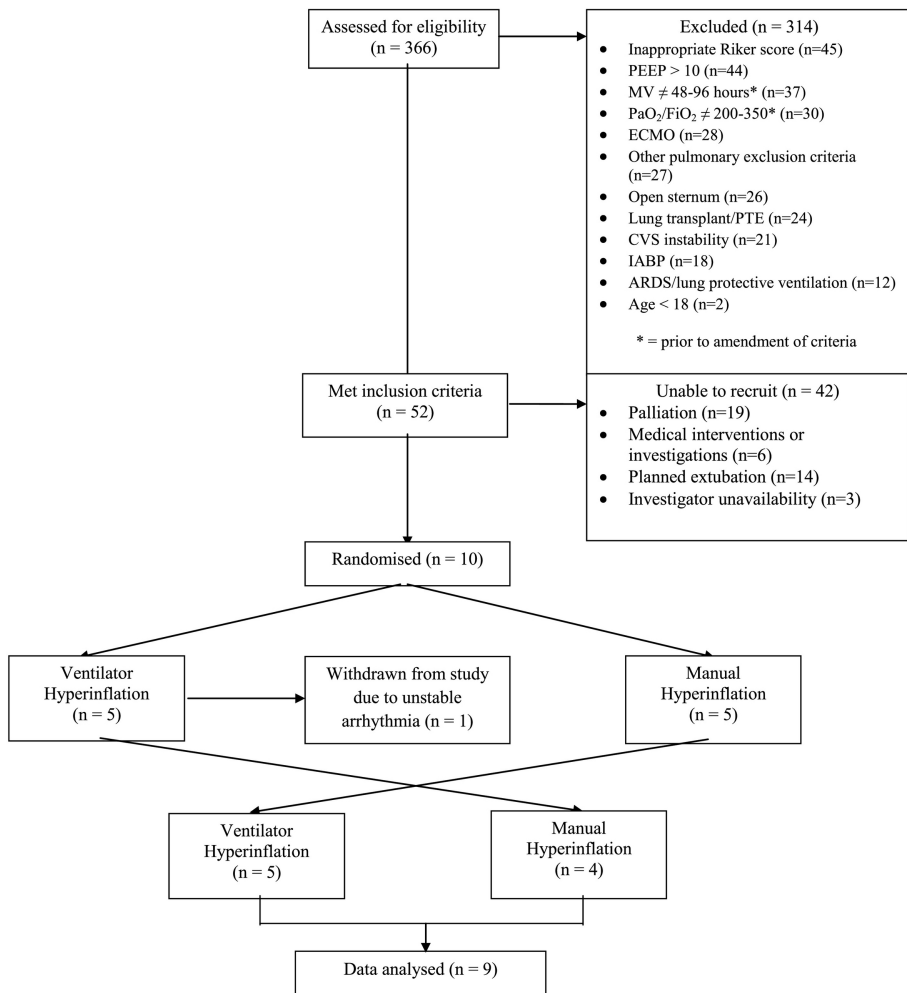 Assessed for eligibility
(n = 366)
Excluded (n = 314)
• Inappropriate Riker score (n=45)
• PEEP > 10 (n=44)
• MV ≠ 48-96 hours* (n=37)
• PaO₂/FiO₂ ≠ 200-350* (n=30)
• ECMO (n=28)
• Other pulmonary exclusion criteria
(n=27)
• Open sternum (n=26)
• Lung transplant/PTE (n=24)
• CVS instability (n=21)
• IABP (n=18)
• ARDS/lung protective ventilation (n=12)
• Age < 18 (n=2)
* = prior to amendment of criteria
Met inclusion criteria
(n = 52)
Unable to recruit (n = 42)
• Palliation (n=19)
• Medical interventions or
investigations (n=6)
• Planned extubation (n=14)
• Investigator unavailability (n=3)
Randomised (n = 10)
Ventilator
Hyperinflation
(n = 5)
Withdrawn from study
due to unstable
arrhythmia (n = 1)
Manual
Hyperinflation
(n = 5)
Ventilator
Hyperinflation
(n = 5)
Manual
Hyperinflation
(n = 4)
Data analysed (n = 9)